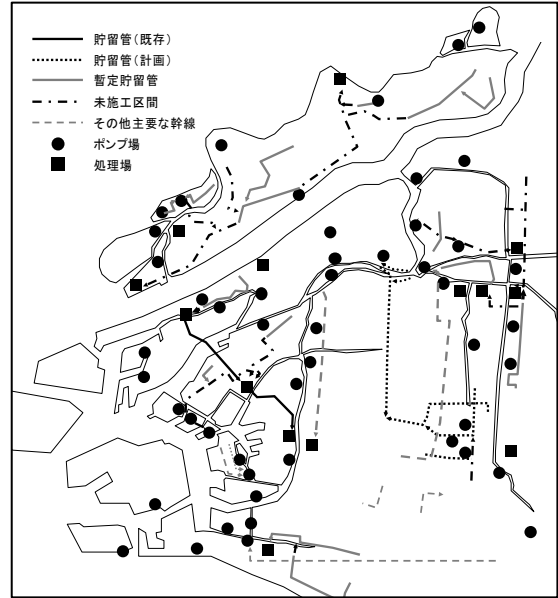 貯留管(既存)
貯留管(計画)
暫定貯留管
未施工区間
その他主要な幹線
ポンプ場
処理場